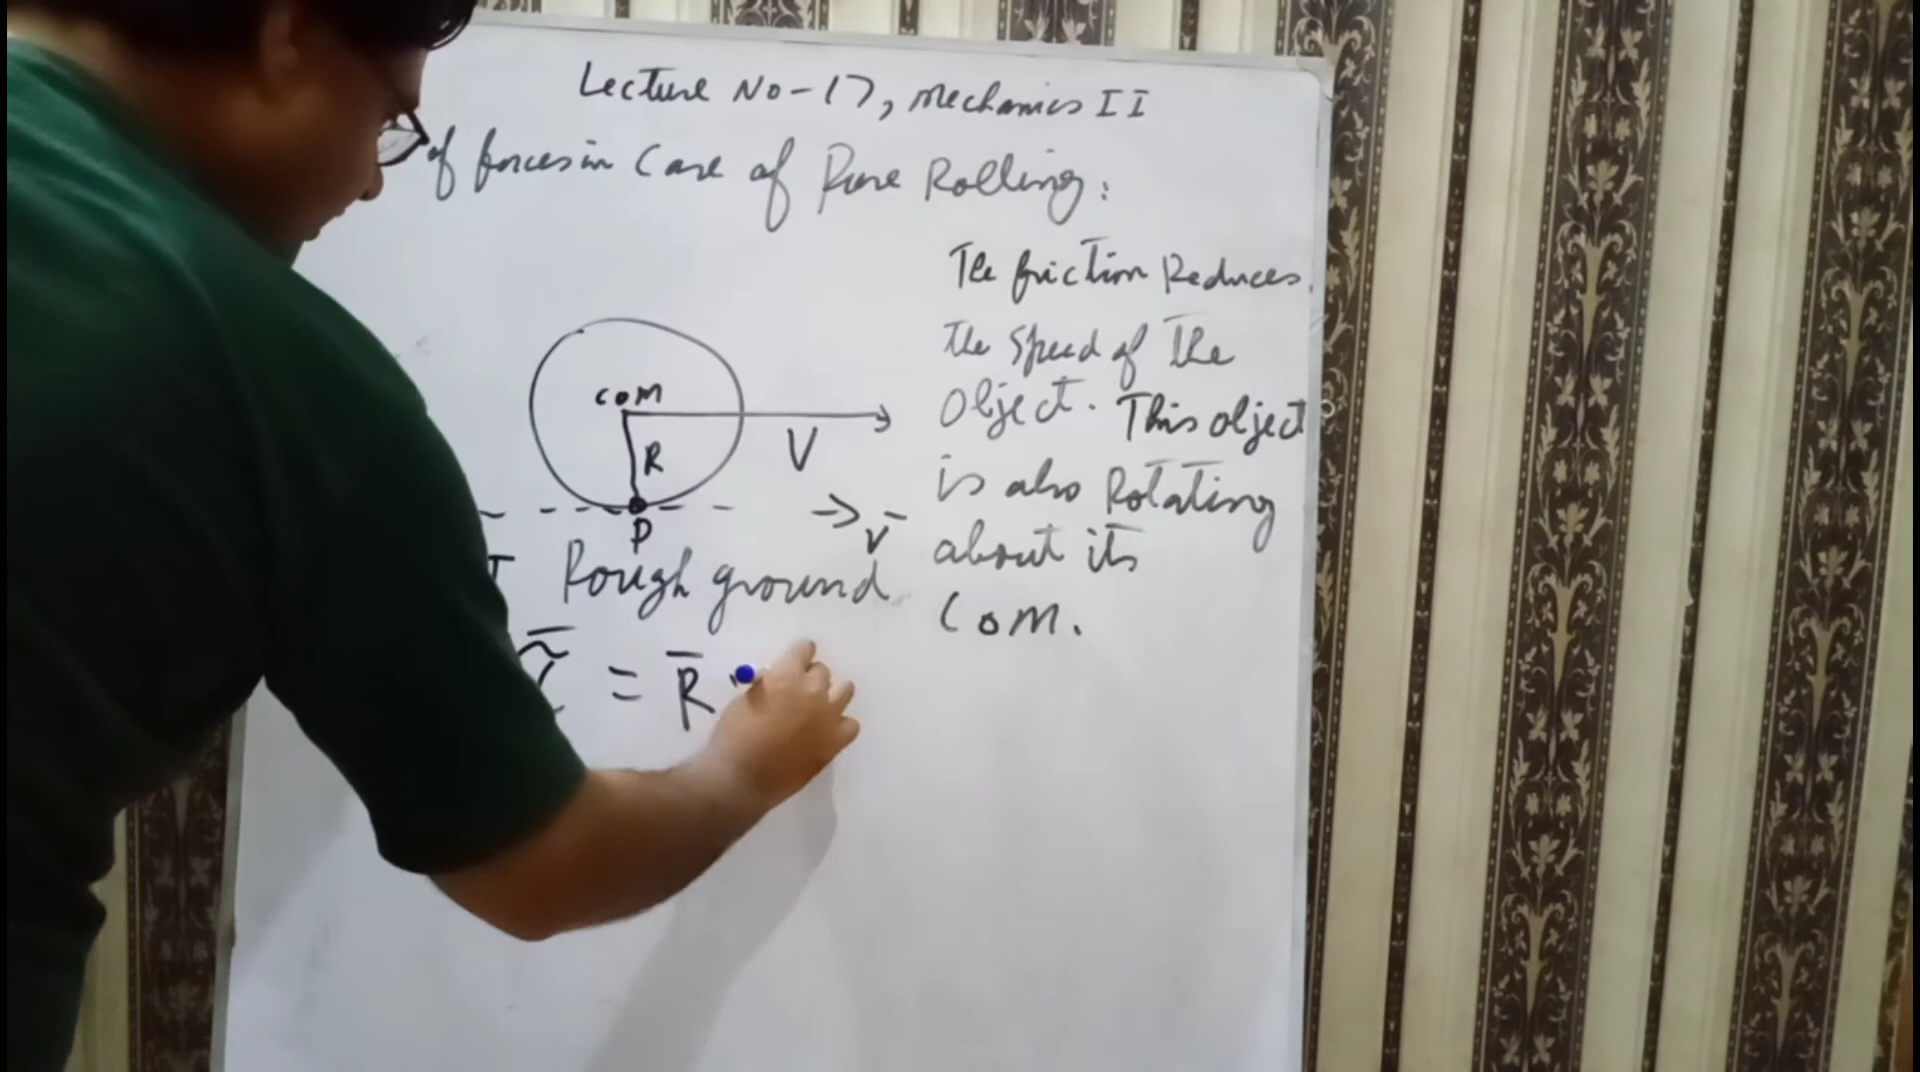 Lecture No-17, Mechanics II
of forces in Case of Pure Rolling:
The friction Reduces
the speed of the
Object. This object
is also Rotating
about its
COM.
COM
V
R
P
V
Rough ground
= R